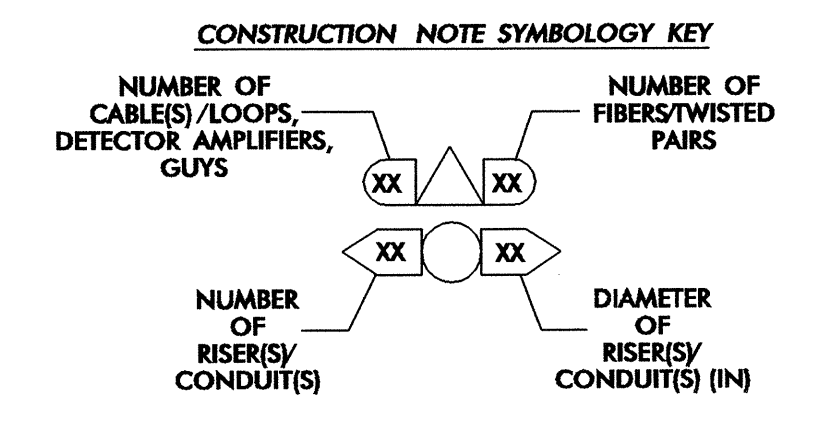 CONSTRUCTION NOTE SYMBOLOGY KEY
NUMBER OF
CABLE(S)/LOOPS,
DETECTOR AMPLIFIERS,
GUYS
NUMBER OF
FIBERS/TWISTED
PAIRS
XX
XX
XX
XX
NUMBER
OF
RISER(S)/
CONDUIT(S)
DIAMETER
OF
RISER(S)/
CONDUIT(S) (IN)